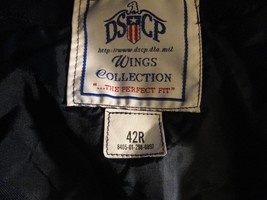 DSCP
http://www.dscp.dla.mil
WINGS
COLLECTION
"...THE PERFECT FIT"
42R